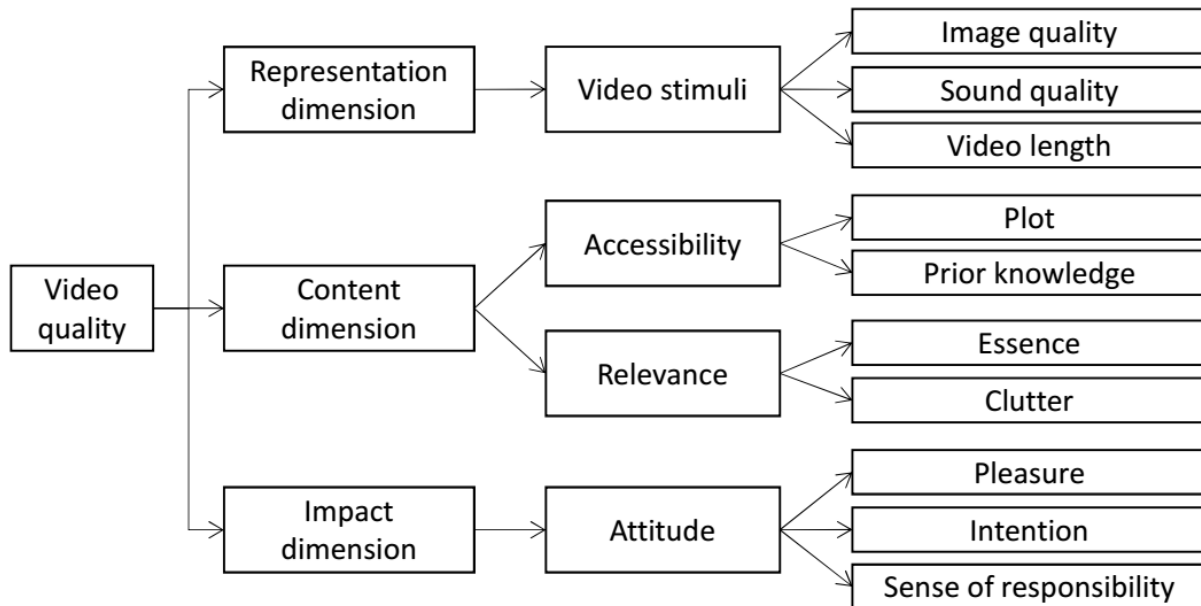 Video
quality
Representation
dimension
Content
dimension
Impact
dimension
Video stimuli
Accessibility
Relevance
Attitude
Image quality
Sound quality
Video length
Plot
Prior knowledge
Essence
Clutter
Pleasure
Intention
Sense of responsibility